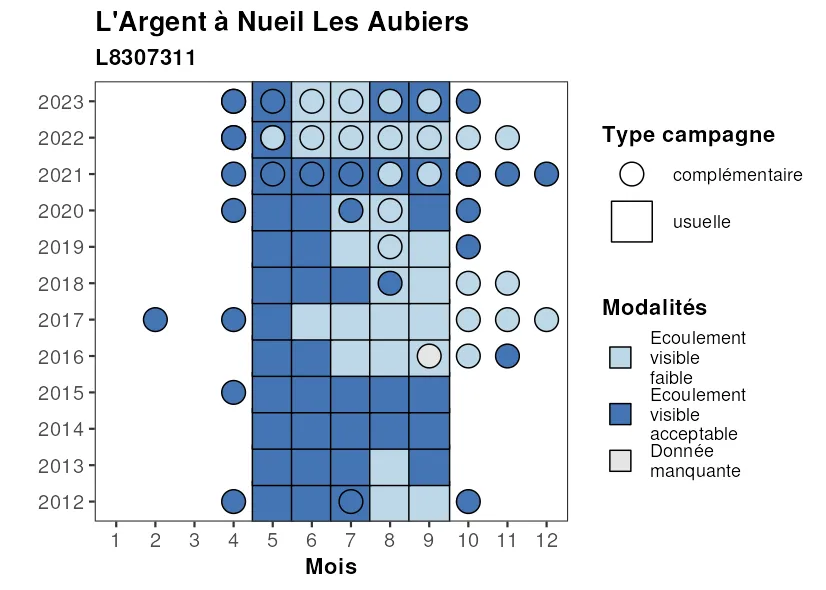 L'Argent à Nueil Les Aubiers
L8307311
2023
2022
2021
2020
2019
2018
2017
2016
2015
2014
2013
2012
1 2 3 4 5 6 7 8 9 10 11 12
Mois
Type campagne
complémentaire
usuelle
Modalités
Ecoulement
visible
faible
Ecoulement
visible
acceptable
Donnée
manquante